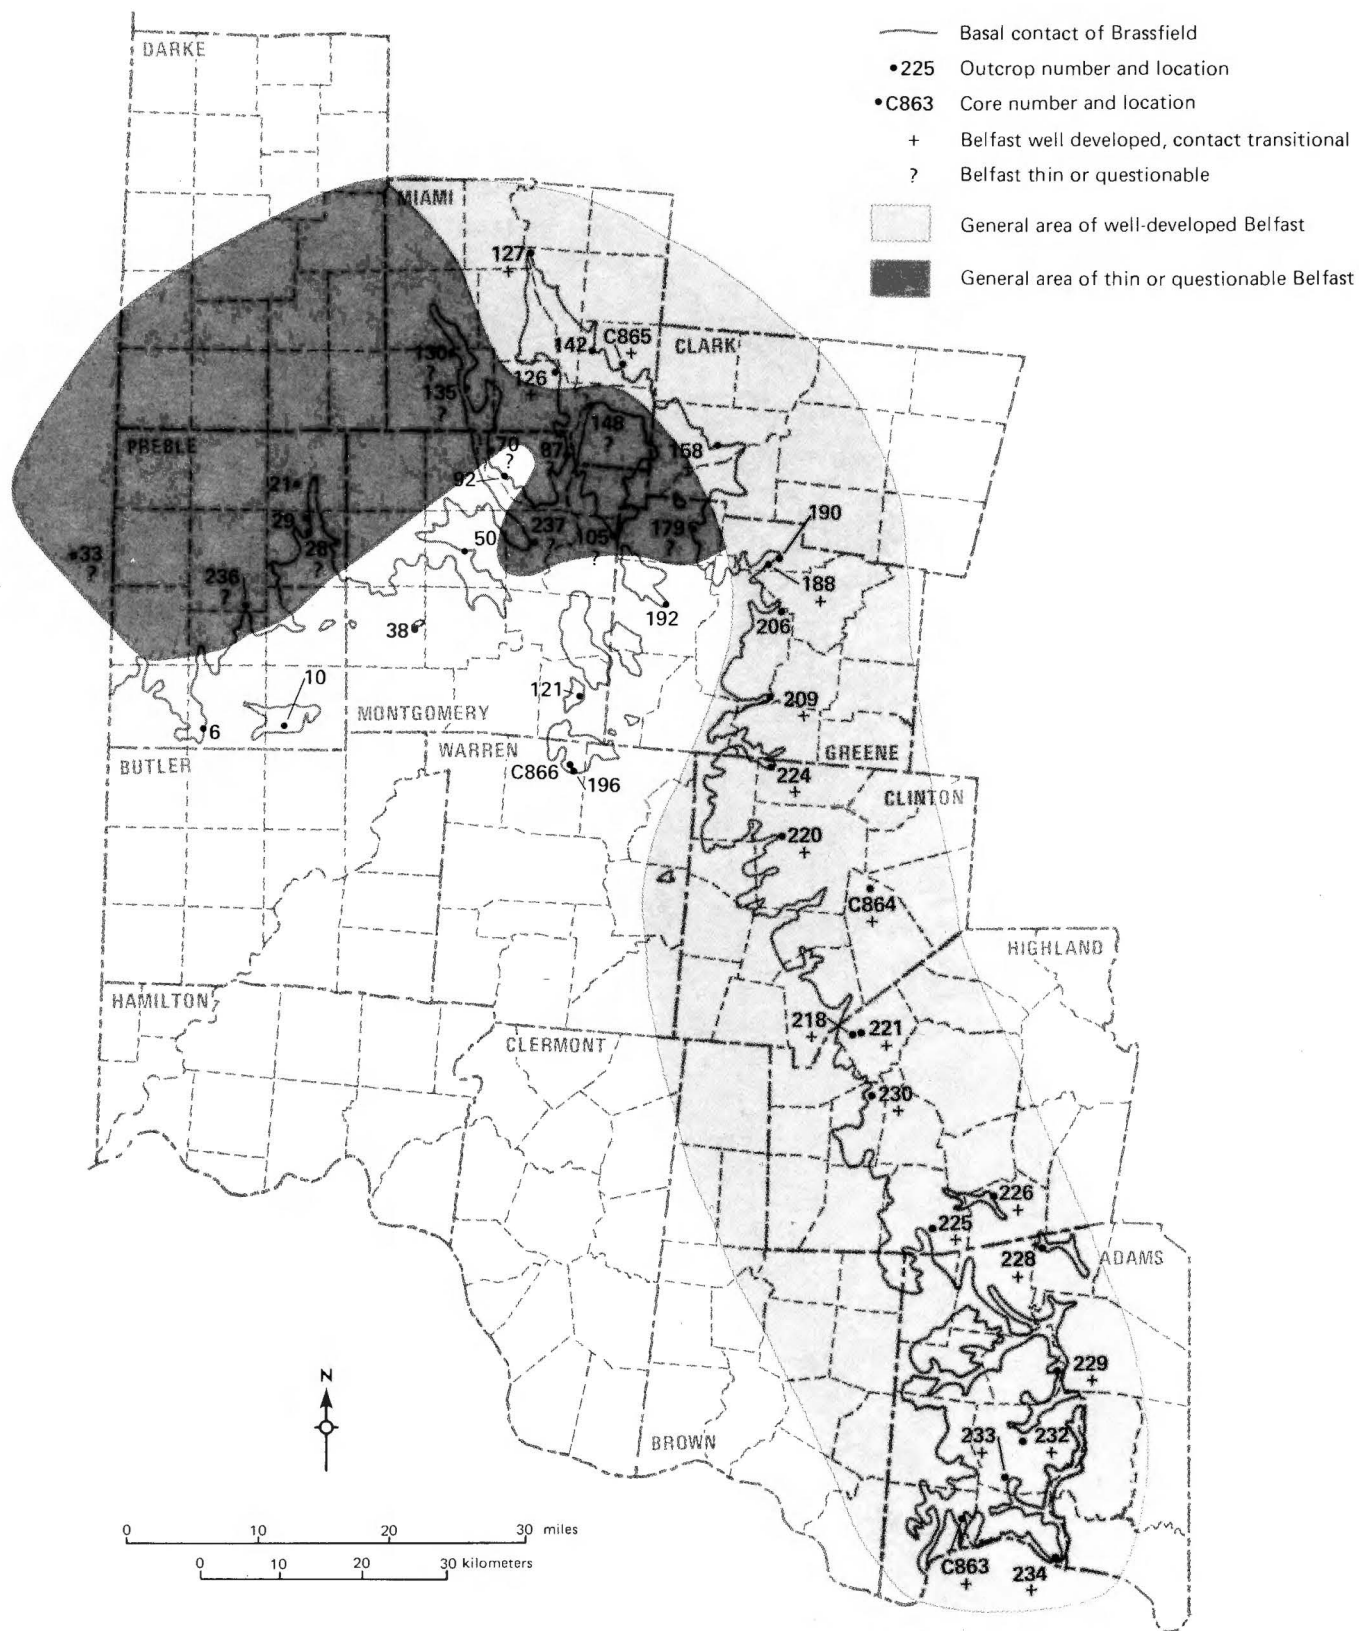 DARKE
Basal contact of Brassfield
•225 Outcrop number and location
•C863 Core number and location
+ Belfast well developed, contact transitional
? Belfast thin or questionable
General area of well-developed Belfast
General area of thin or questionable Belfast
MIAMI
127
+
142
C865
+
CLARK
130
?
126
+
135
?
PREBLE
70
?
87
?
148
?
158
+
92
21
29
28
?
50
237
?
105
?
179
?
190
33
?
236
?
188
+
192
206
38
10
121
209
+
6
MONTGOMERY
BUTLER
WARREN
GREENE
C866
196
224
+
CLINTON
220
+
C864
+
HIGHLAND
HAMILTON
218
+
221
+
CLERMONT
230
+
226
+
225
+
228
+
ADAMS
229
+
N
BROWN
233
+
232
+
0 10 20 30 miles
0 10 20 30 kilometers
C863
+
234
+